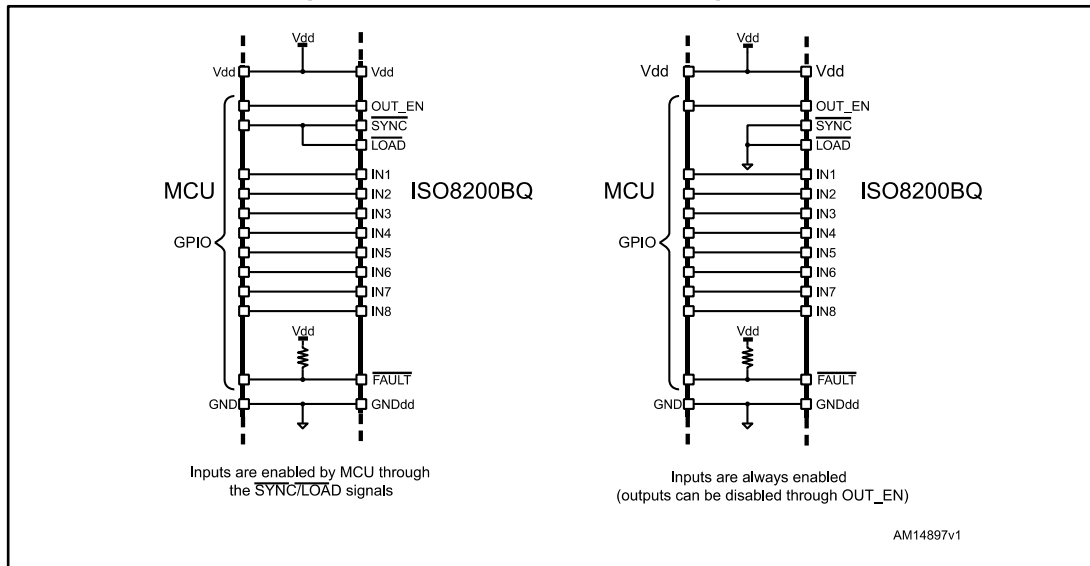 Vdd
Vdd
Vdd
OUT_EN
SYNC
LOAD
IN1
MCU
IN2
ISO8200BQ
IN3
GPIO
IN4
IN5
IN6
IN7
IN8
Vdd
FAULT
GND
GNDdd
Inputs are enabled by MCU through
the SYNC/LOAD signals
Vdd
Vdd
Vdd
OUT_EN
SYNC
LOAD
IN1
MCU
IN2
ISO8200BQ
IN3
GPIO
IN4
IN5
IN6
IN7
IN8
Vdd
FAULT
GND
GNDdd
Inputs are always enabled
(outputs can be disabled through OUT_EN)
AM14897v1